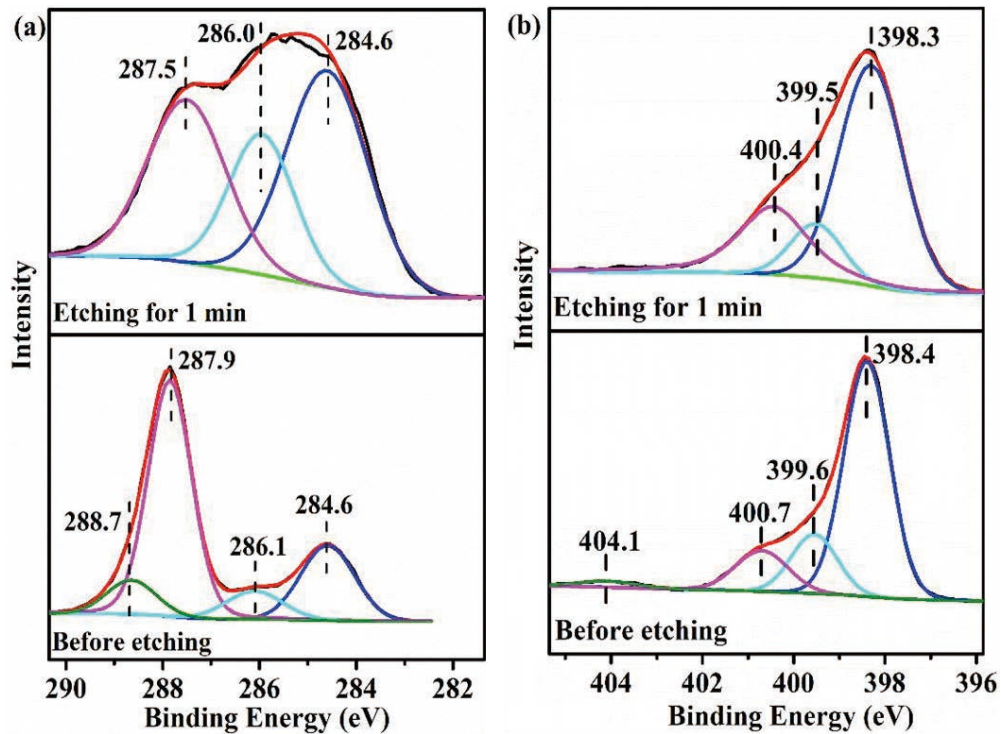 (a)
286.0
284.6
287.5
Etching for 1 min
287.9
288.7
286.1
284.6
Before etching
290 288 286 284 282
Binding Energy (eV)
Intensity
(b)
398.3
399.5
400.4
Etching for 1 min
398.4
399.6
400.7
404.1
Before etching
404 402 400 398 396
Binding Energy (eV)
Intensity